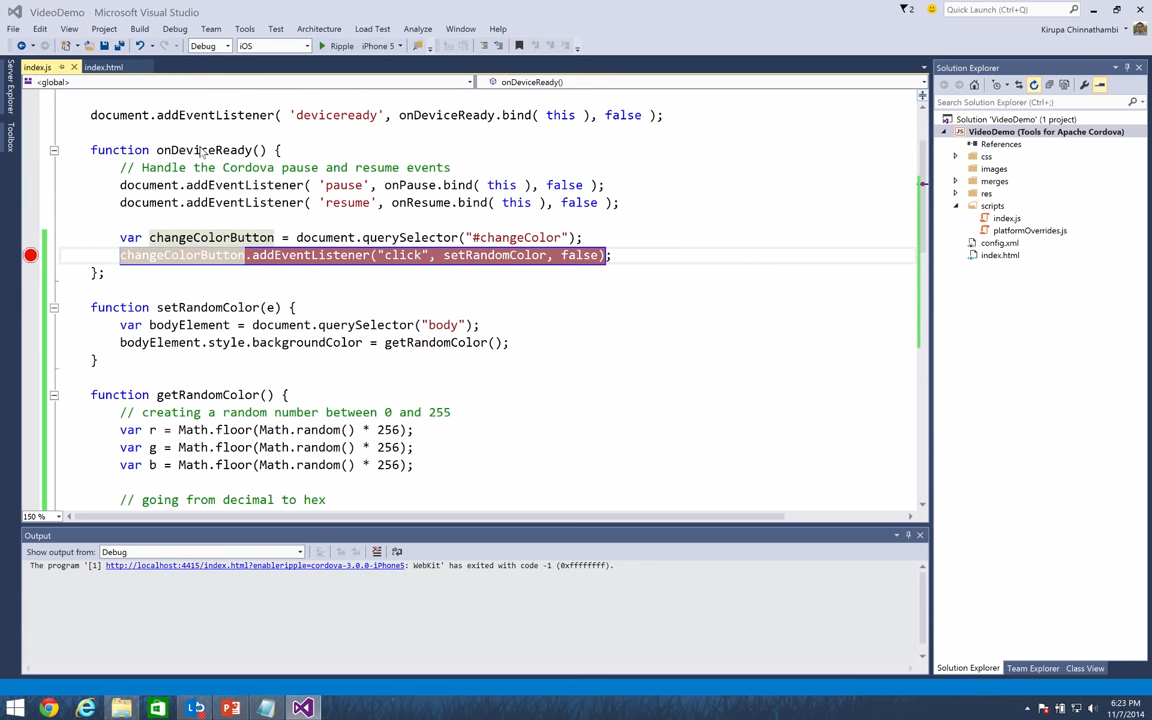 VideoDemo - Microsoft Visual Studio
2
Quick Launch (Ctrl+;)
File Edit View Project Build Debug Team Tools Test Architecture Load Test Analyze Window Help
Kirupa Chinnathambi
Debug iOS Ripple - iPhone 5
index.js index.html
<global> onDeviceReady()
document.addEventListener( 'deviceready', onDeviceReady.bind( this ), false );
function onDeviceReady() {
// Handle the Cordova pause and resume events
document.addEventListener( 'pause', onPause.bind( this ), false );
document.addEventListener( 'resume', onResume.bind( this ), false );
var changeColorButton = document.querySelector("#changeColor");
changeColorButton.addEventListener("click", setRandomColor, false);
};
function setRandomColor(e) {
var bodyElement = document.querySelector("body");
bodyElement.style.backgroundColor = getRandomColor();
}
function getRandomColor() {
// creating a random number between 0 and 255
var r = Math.floor(Math.random() * 256);
var g = Math.floor(Math.random() * 256);
var b = Math.floor(Math.random() * 256);
// going from decimal to hex
150 %
Server Explorer
Toolbox
Solution Explorer
Search Solution Explorer (Ctrl+;)
Solution 'VideoDemo' (1 project)
JS VideoDemo (Tools for Apache Cordova)
References
css
images
merges
res
scripts
index.js
platformOverrides.js
config.xml
index.html
Solution Explorer Team Explorer Class View
Output
Show output from: Debug
The program '[1] http://localhost:4415/index.html?enableripple=cordova-3.0.0-iPhone5: WebKit' has exited with code -1 (0xffffffff).
6:23 PM
11/7/2014